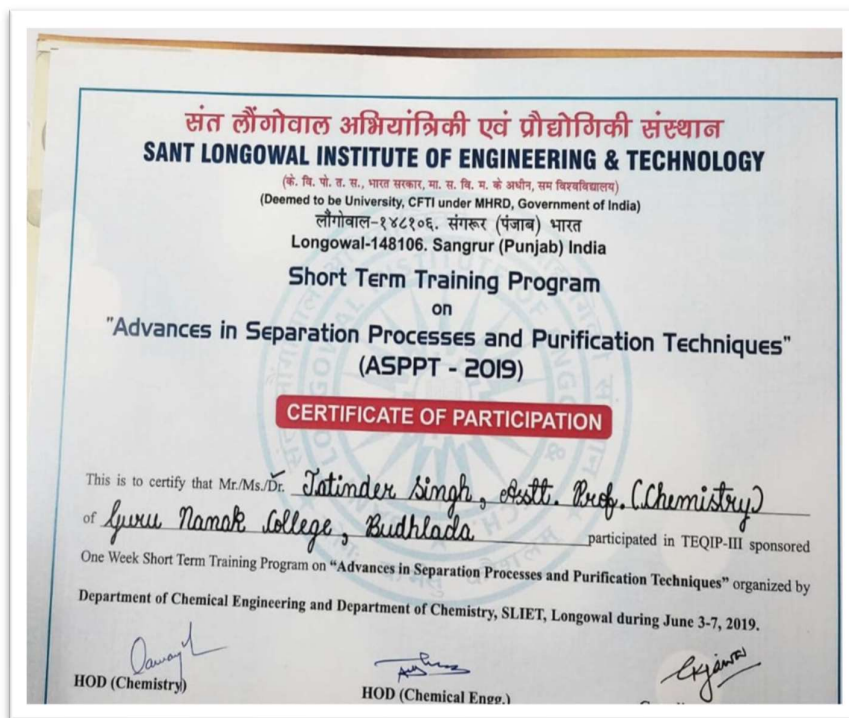 संत लौंगोवाल अभियांत्रिकी एवं प्रौद्योगिकी संस्थान
SANT LONGOWAL INSTITUTE OF ENGINEERING & TECHNOLOGY
(के. वि. पो. त. स., भारत सरकार, मा. स. वि. म. के अधीन, सम विश्वविद्यालय)
(Deemed to be University, CFTI under MHRD, Government of India)
लौंगोवाल-१४८१०६. संगरूर (पंजाब) भारत
Longowal-148106. Sangrur (Punjab) India
Short Term Training Program
on
"Advances in Separation Processes and Purification Techniques"
(ASPPT - 2019)
CERTIFICATE OF PARTICIPATION
This is to certify that Mr./Ms./Dr. Jatinder Singh, Asstt. Prof. (Chemistry)
of Guru Nanak College, Budhlada participated in TEQIP-III sponsored
One Week Short Term Training Program on "Advances in Separation Processes and Purification Techniques" organized by
Department of Chemical Engineering and Department of Chemistry, SLIET, Longowal during June 3-7, 2019.
HOD (Chemistry)
HOD (Chemical Engg.)